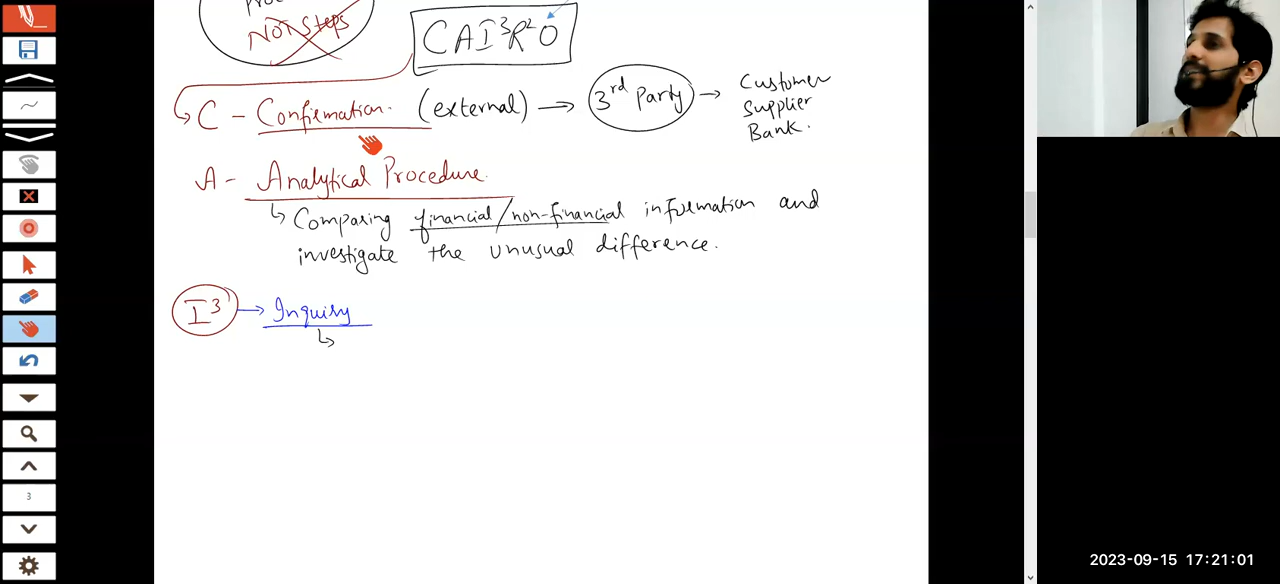 NOT Steps
CAI³R²O
C - Confirmation. (external) → 3rd Party → Customer
Supplier
Bank.
A - Analytical Procedure.
↳ Comparing financial/non-financial information and
investigate the unusual difference.
I³ → Inquiry
↳
3
2023-09-15 17:21:01